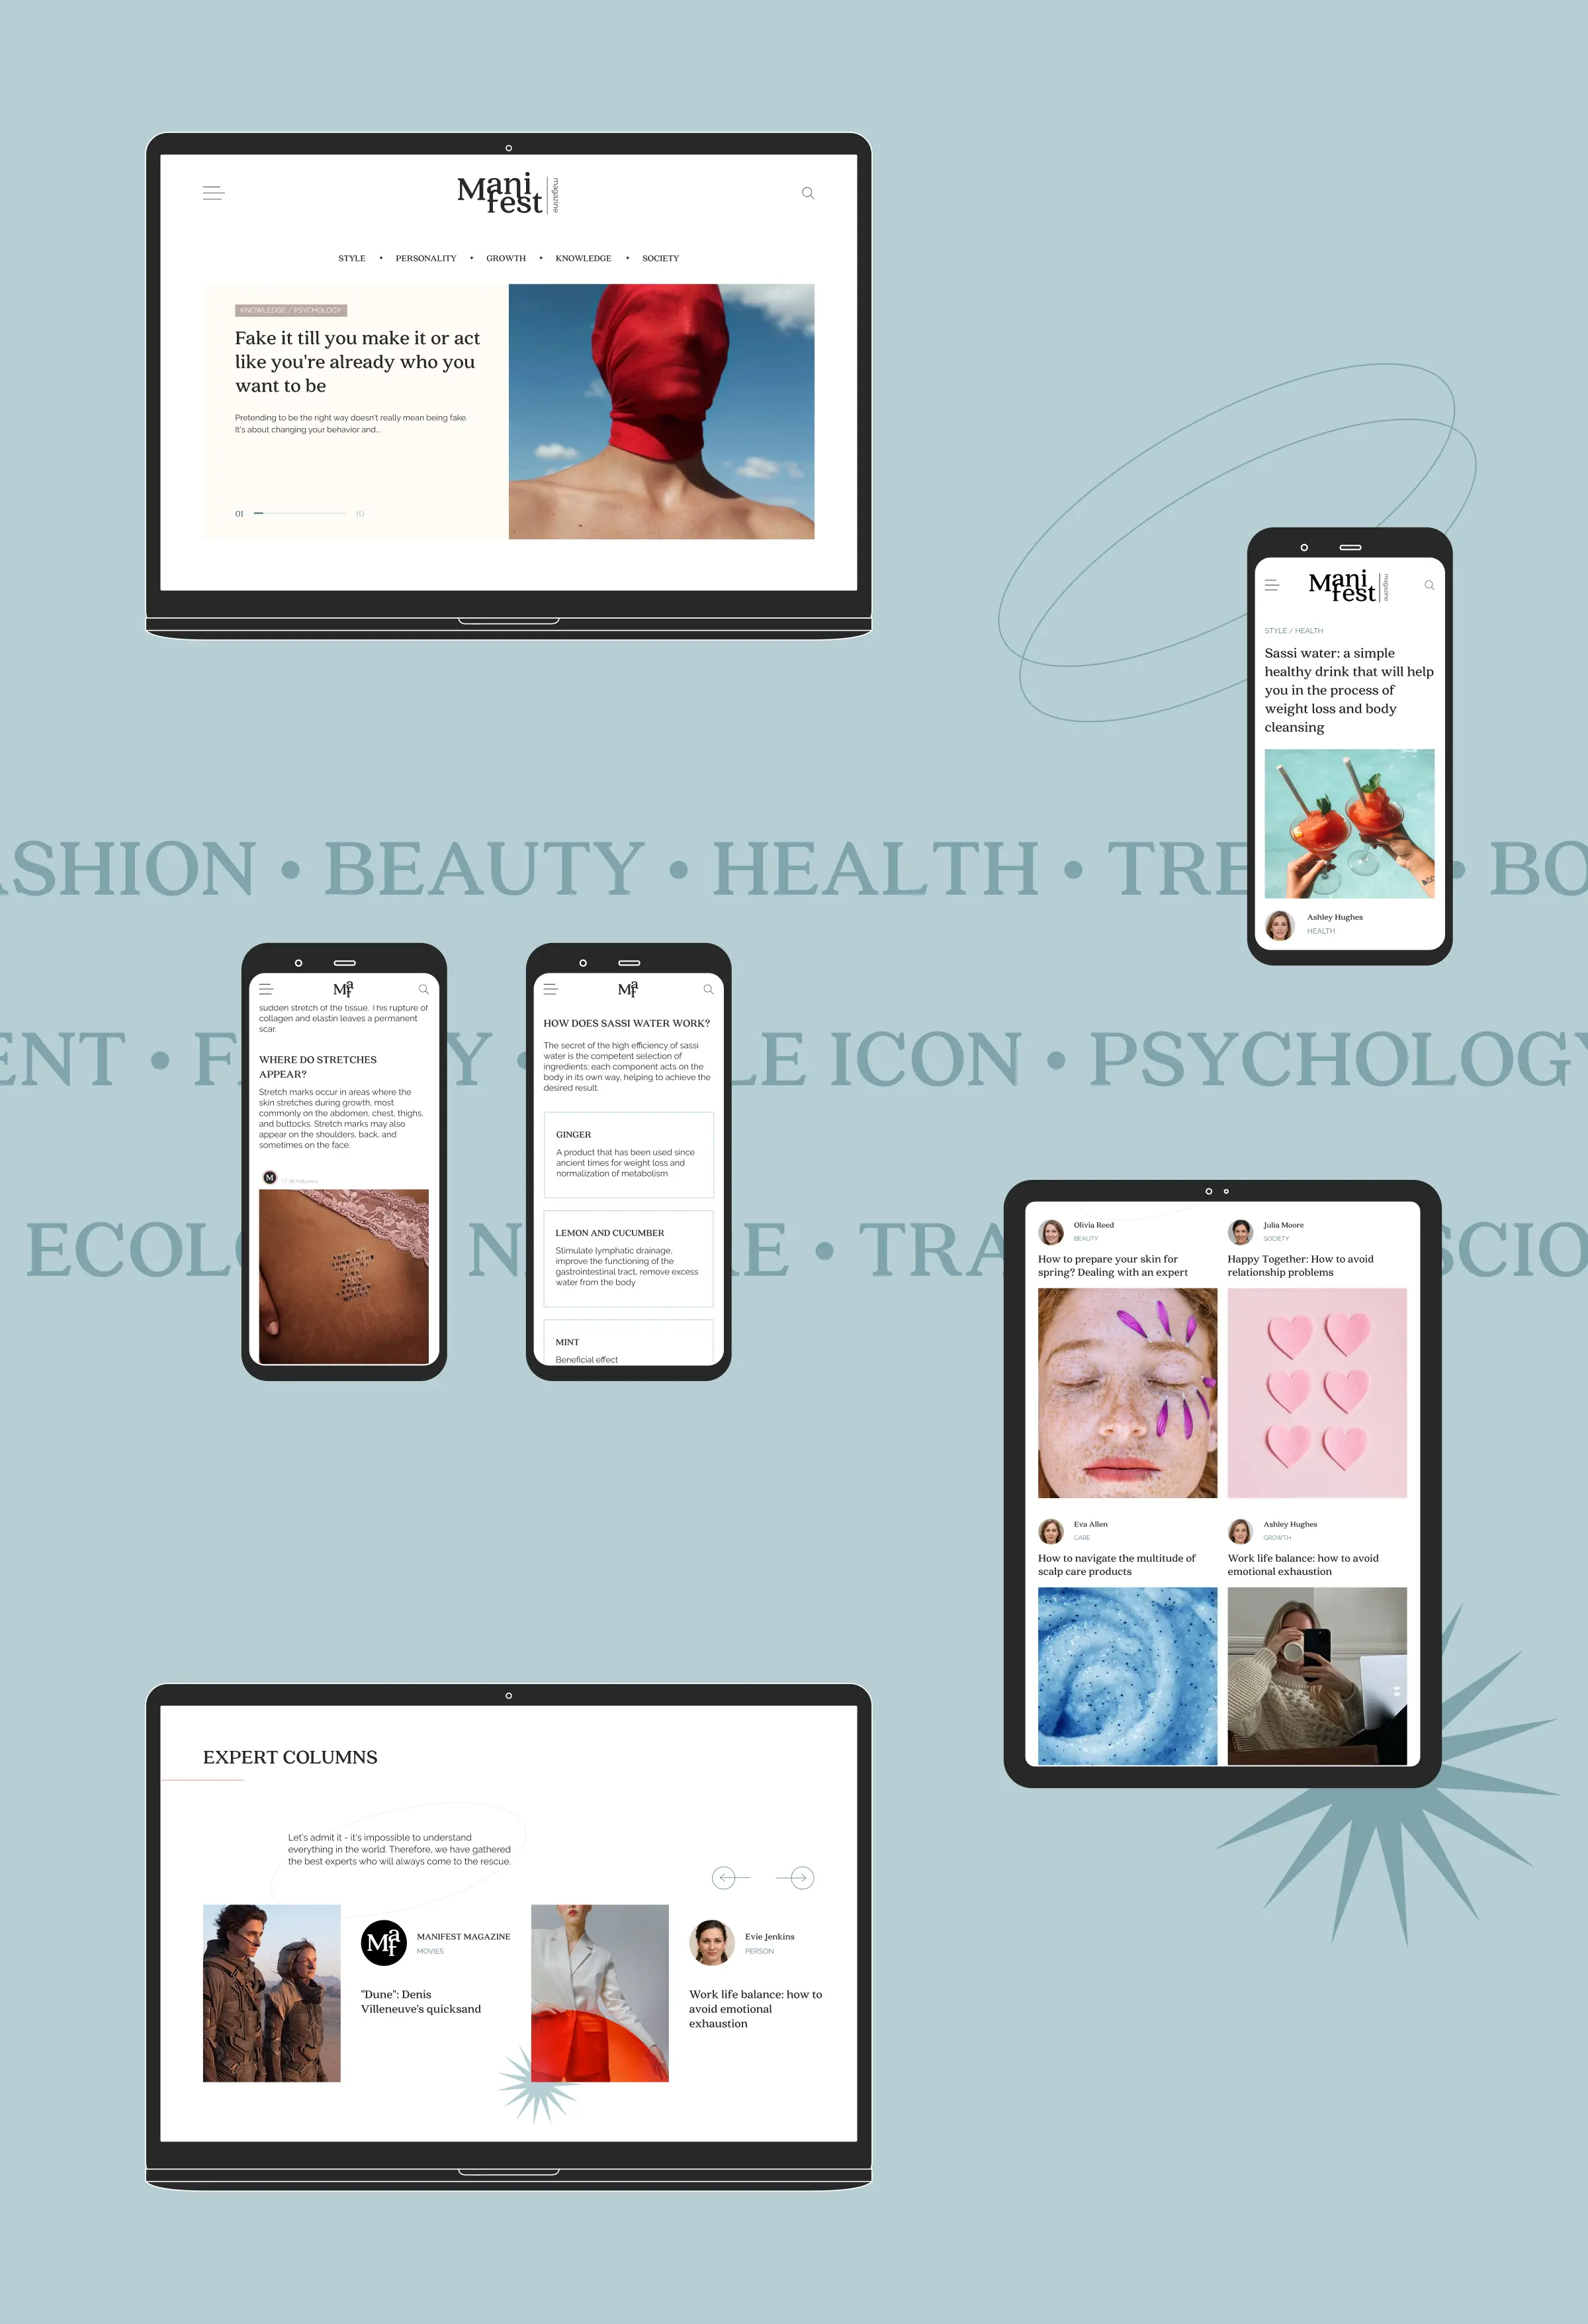 Mani
fest
magazine
STYLE • PERSONALITY • GROWTH • KNOWLEDGE • SOCIETY
KNOWLEDGE / PSYCHOLOGY
Fake it till you make it or act
like you're already who you
want to be
Pretending to be the right way doesn't really mean being fake.
It's about changing your behavior and...
01
10
Mani
fest
magazine
STYLE / HEALTH
Sassi water: a simple
healthy drink that will help
you in the process of
weight loss and body
cleansing
Ashley Hughes
HEALTH
ASHION • BEAUTY • HEALTH • TRE • BO
ENT • F Y • LE ICON • PSYCHOLOGY
ECOLO N RE • TRA SCIO
Maf
sudden stretch of the tissue. This rupture of
collagen and elastin leaves a permanent
scar.
WHERE DO STRETCHES
APPEAR?
Stretch marks occur in areas where the
skin stretches during growth, most
commonly on the abdomen, chest, thighs,
and buttocks. Stretch marks may also
appear on the shoulders, back, and
sometimes on the face.
M
Maf
HOW DOES SASSI WATER WORK?
The secret of the high efficiency of sassi
water is the competent selection of
ingredients: each component acts on the
body in its own way, helping to achieve the
desired result.
GINGER
A product that has been used since
ancient times for weight loss and
normalization of metabolism
LEMON AND CUCUMBER
Stimulate lymphatic drainage,
improve the functioning of the
gastrointestinal tract, remove excess
water from the body
MINT
Beneficial effect
Olivia Reed
BEAUTY
How to prepare your skin for
spring? Dealing with an expert
Julia Moore
SOCIETY
Happy Together: How to avoid
relationship problems
Eva Allen
CARE
How to navigate the multitude of
scalp care products
Ashley Hughes
GROWTH
Work life balance: how to avoid
emotional exhaustion
EXPERT COLUMNS
Let's admit it - it's impossible to understand
everything in the world. Therefore, we have gathered
the best experts who will always come to the rescue.
Maf
MANIFEST MAGAZINE
MOVIES
"Dune": Denis
Villeneuve's quicksand
Evie Jenkins
PERSON
Work life balance: how to
avoid emotional
exhaustion